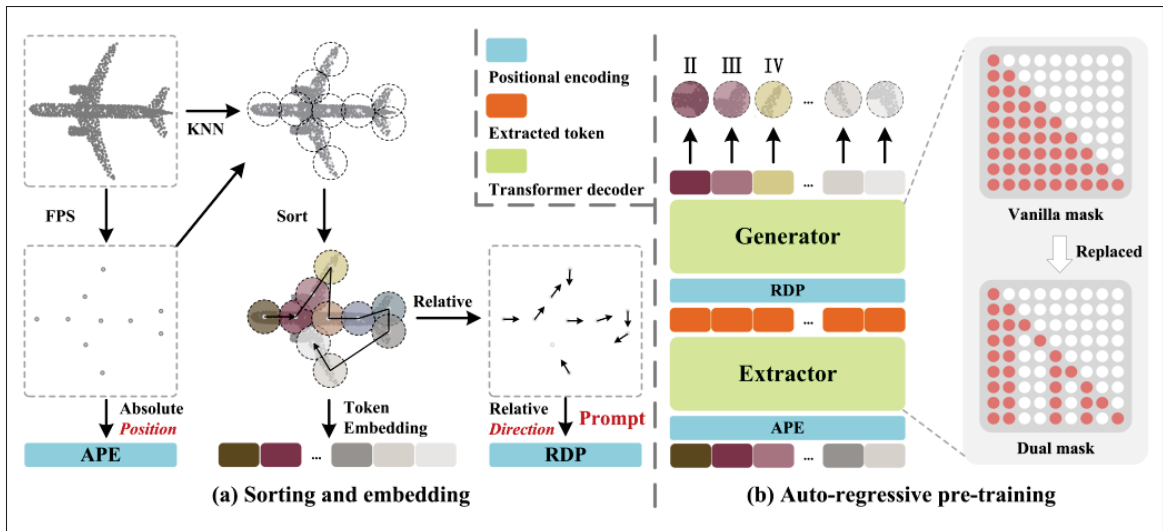 KNN
FPS
Sort
Relative
Absolute
Position
Token
Embedding
Relative
Direction
Prompt
APE
...
RDP
(a) Sorting and embedding
Positional encoding
Extracted token
Transformer decoder
II III IV
...
...
Generator
RDP
...
Extractor
APE
...
(b) Auto-regressive pre-training
Vanilla mask
Replaced
Dual mask